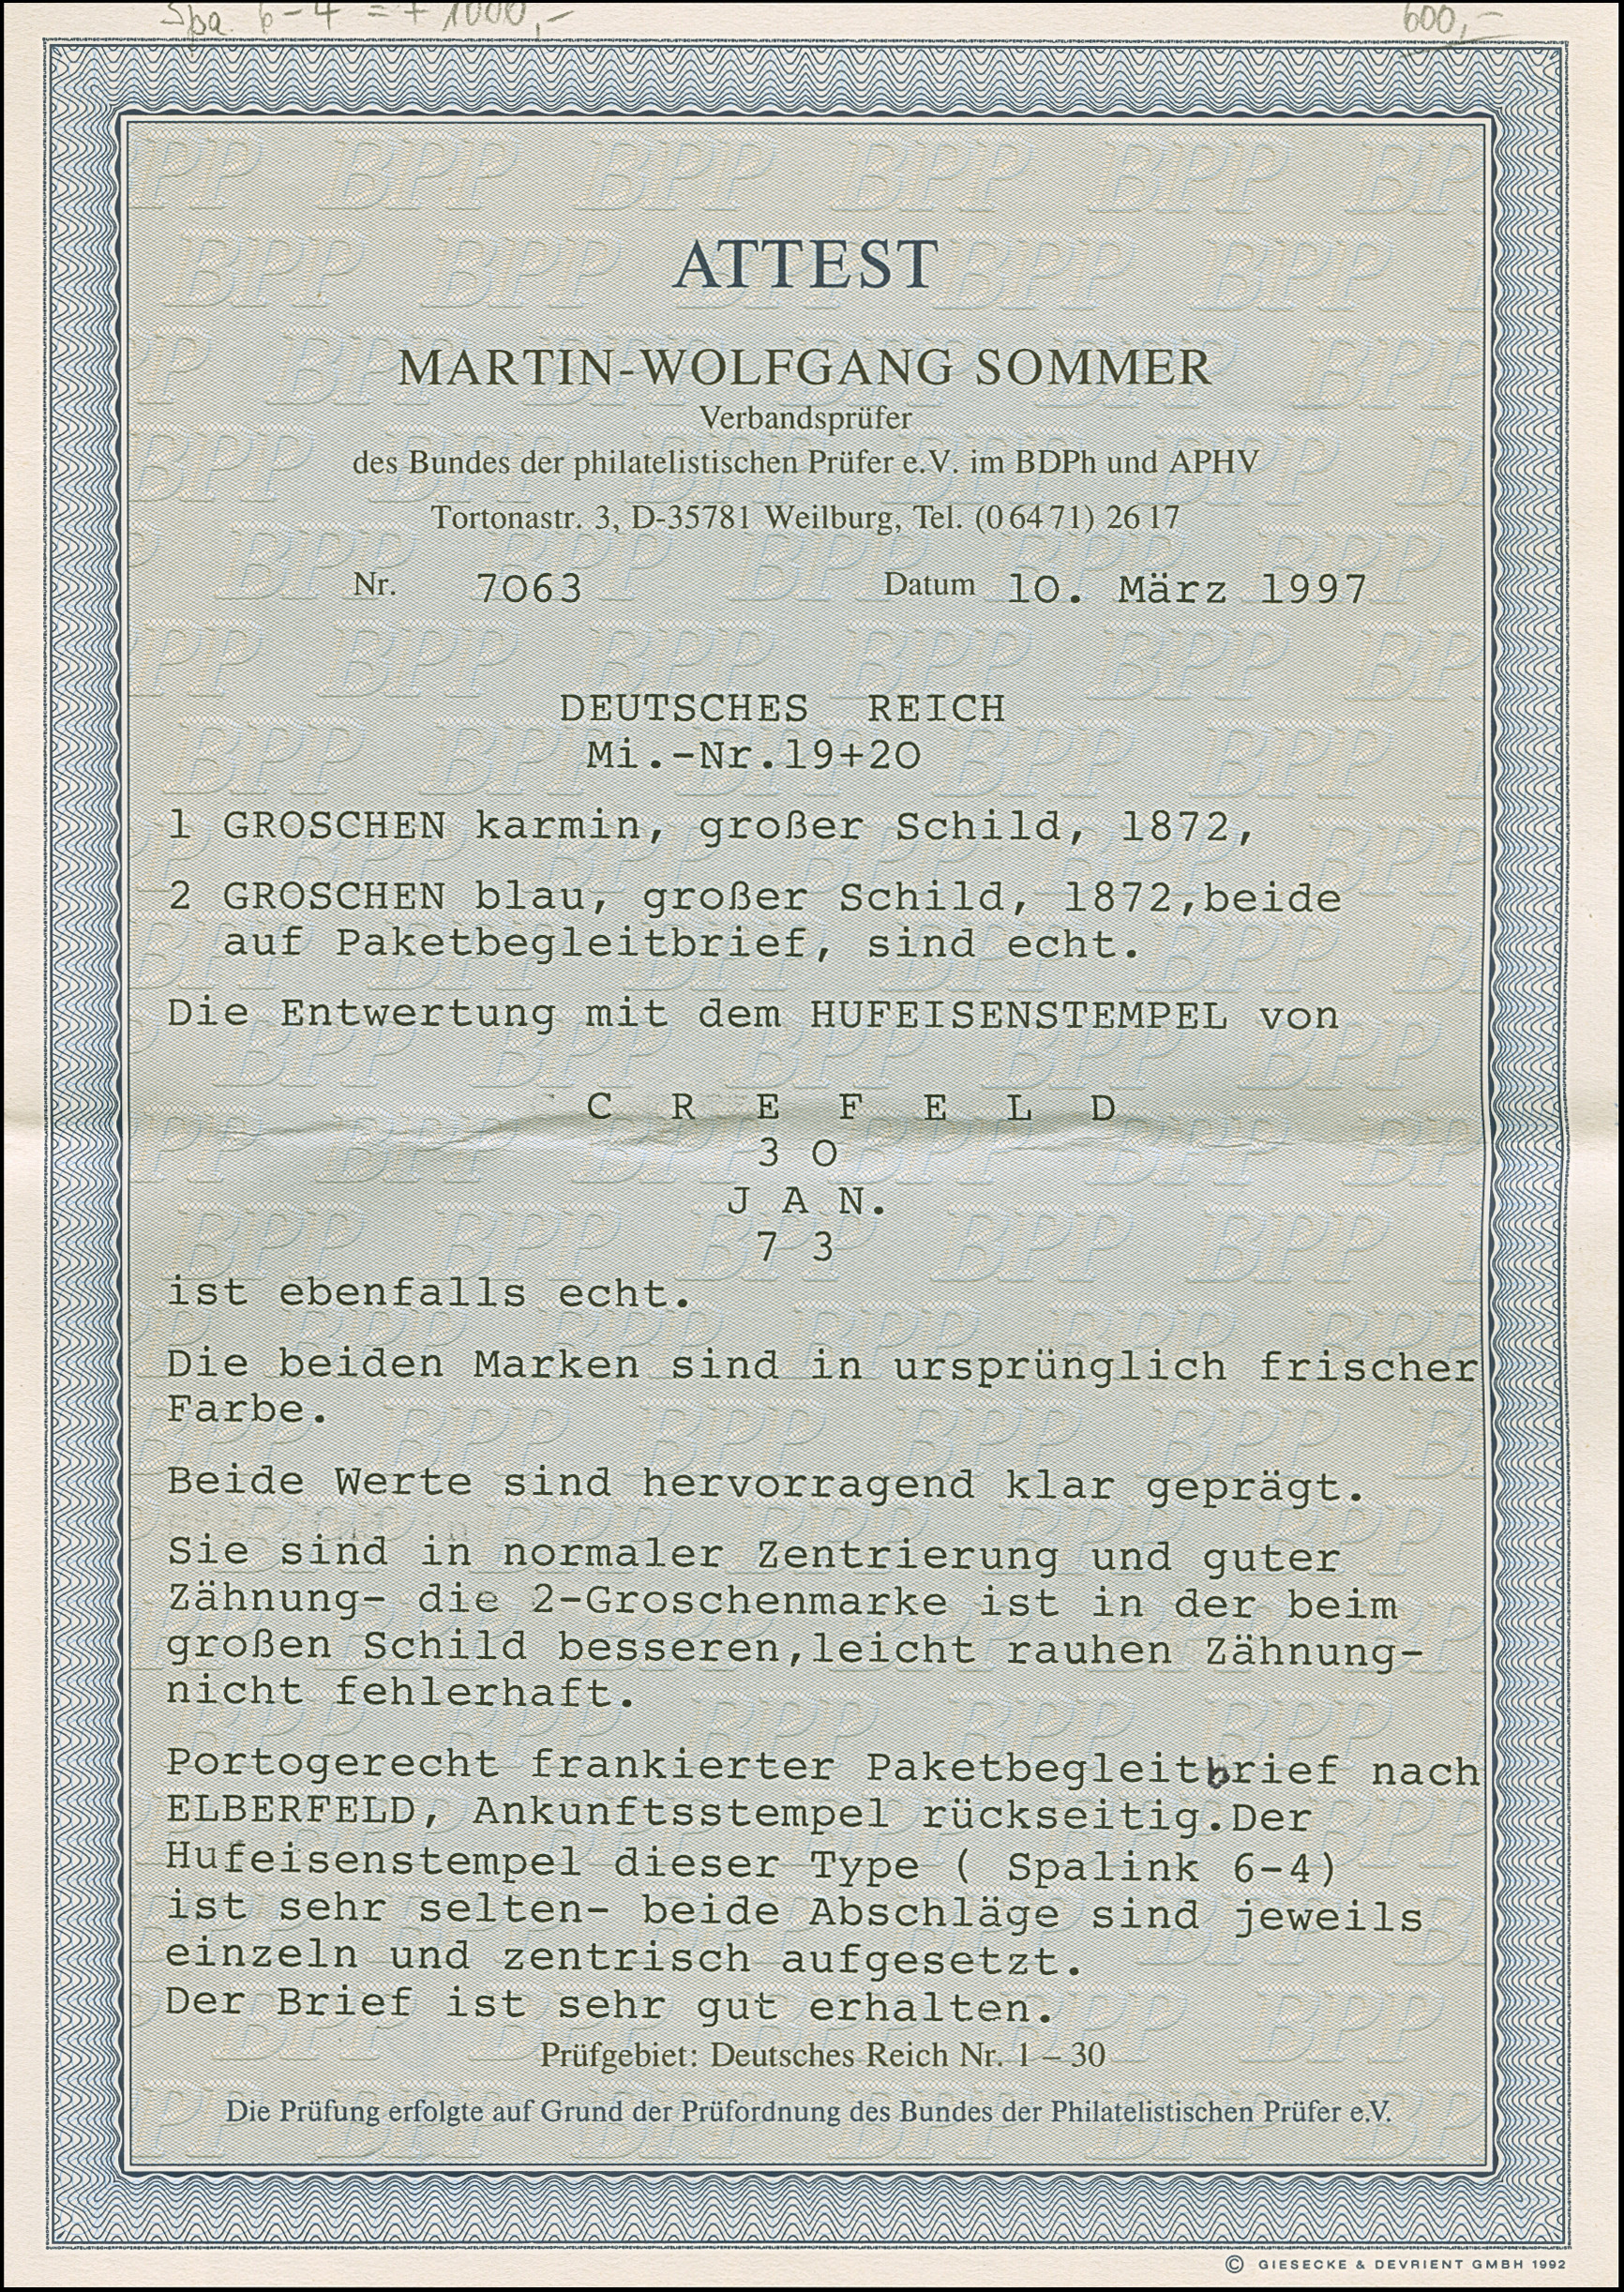 Spa. 6-4 = + 1000,- 600,-
ATTEST
MARTIN-WOLFGANG SOMMER
Verbandsprüfer
des Bundes der philatelistischen Prüfer e.V. im BDPh und APHV
Tortonastr. 3, D-35781 Weilburg, Tel. (0 64 71) 26 17
Nr. 7063 Datum 10. März 1997
DEUTSCHES REICH
Mi.-Nr.19+20
1 GROSCHEN karmin, großer Schild, 1872,
2 GROSCHEN blau, großer Schild, 1872,beide
auf Paketbegleitbrief, sind echt.
Die Entwertung mit dem HUFEISENSTEMPEL von
C R E F E L D
3 0
J A N.
7 3
ist ebenfalls echt.
Die beiden Marken sind in ursprünglich frischer
Farbe.
Beide Werte sind hervorragend klar geprägt.
Sie sind in normaler Zentrierung und guter
Zähnung- die 2-Groschenmarke ist in der beim
großen Schild besseren,leicht rauhen Zähnung-
nicht fehlerhaft.
Portogerecht frankierter Paketbegleitbrief nach
ELBERFELD, Ankunftsstempel rückseitig.Der
Hufeisenstempel dieser Type ( Spalink 6-4)
ist sehr selten- beide Abschläge sind jeweils
einzeln und zentrisch aufgesetzt.
Der Brief ist sehr gut erhalten.
Prüfgebiet: Deutsches Reich Nr. 1 – 30
Die Prüfung erfolgte auf Grund der Prüfordnung des Bundes der Philatelistischen Prüfer e.V.
© GIESECKE & DEVRIENT GMBH 1992